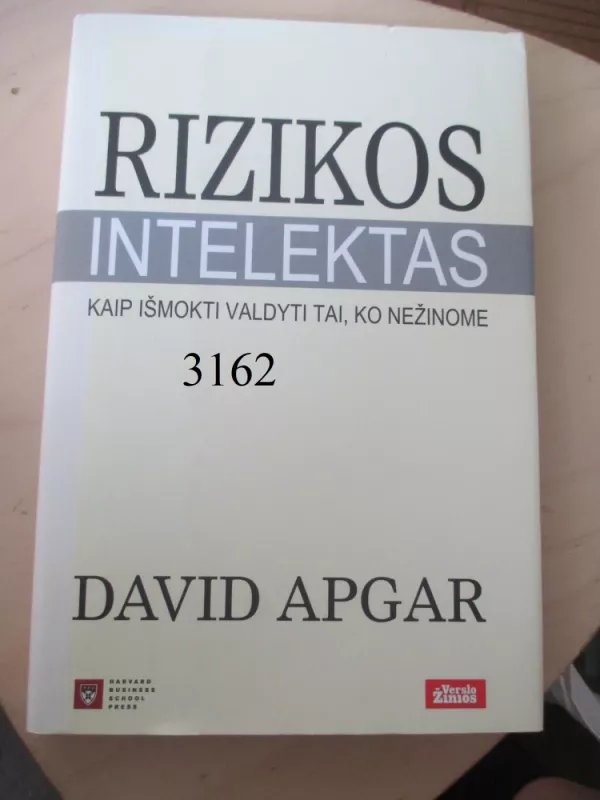 RIZIKOS
INTELEKTAS
KAIP IŠMOKTI VALDYTI TAI, KO NEŽINOME
3162
DAVID APGAR
HARVARD
BUSINESS
SCHOOL
PRESS
Verslo
Žinios